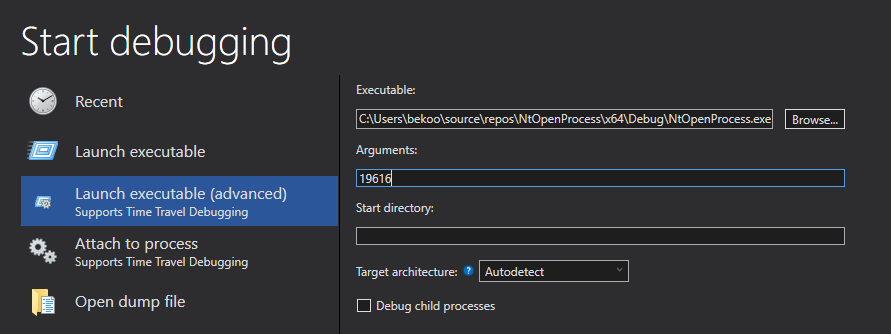 Start debugging
Recent
Launch executable
Launch executable (advanced)
Supports Time Travel Debugging
Attach to process
Supports Time Travel Debugging
Open dump file
Executable:
C:\Users\bekoo\source\repos\NtOpenProcess\x64\Debug\NtOpenProcess.exe
Browse...
Arguments:
19616
Start directory:
Target architecture: ? Autodetect
Debug child processes